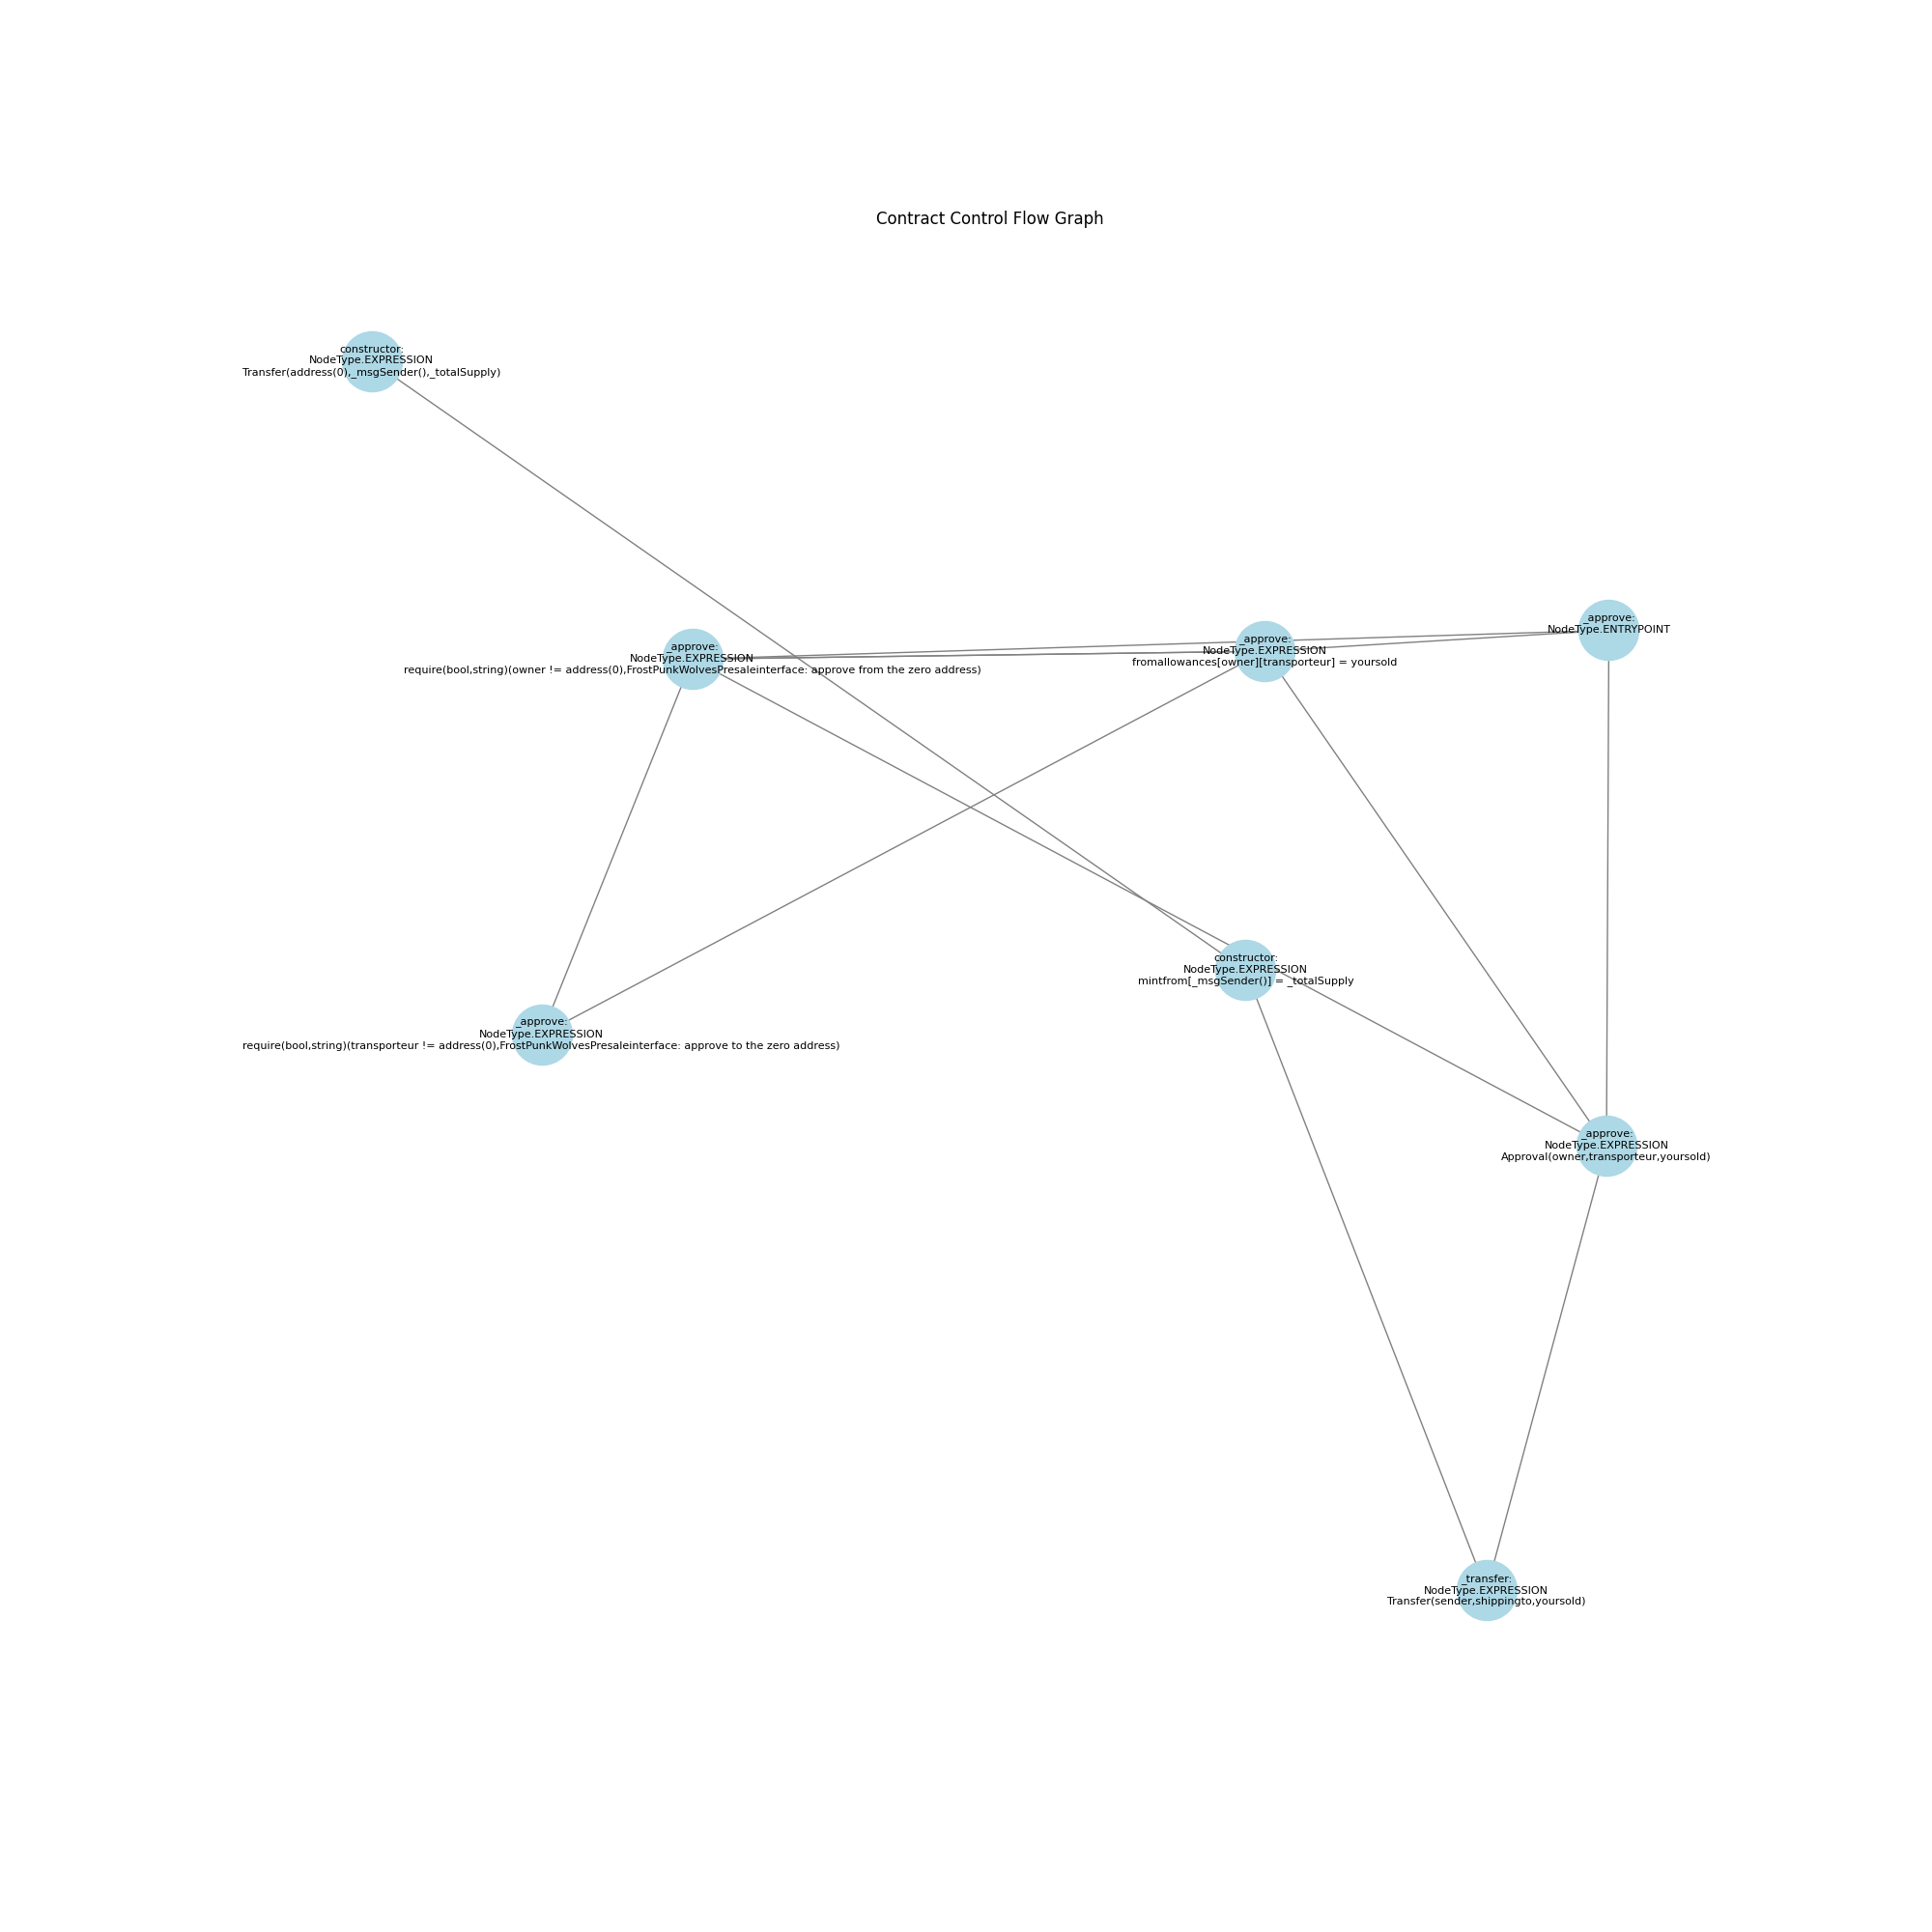 Contract Control Flow Graph
constructor:
NodeType.EXPRESSION
Transfer(address(0),_msgSender(),_totalSupply)
_approve:
NodeType.ENTRYPOINT
_approve:
NodeType.EXPRESSION
fromallowances[owner][transporteur] = yoursold
_approve:
NodeType.EXPRESSION
require(bool,string)(owner != address(0),FrostPunkWolvesPresaleinterface: approve from the zero address)
constructor:
NodeType.EXPRESSION
mintfrom[_msgSender()] = _totalSupply
_approve:
NodeType.EXPRESSION
require(bool,string)(transporteur != address(0),FrostPunkWolvesPresaleinterface: approve to the zero address)
_approve:
NodeType.EXPRESSION
Approval(owner,transporteur,yoursold)
_transfer:
NodeType.EXPRESSION
Transfer(sender,shippingto,yoursold)